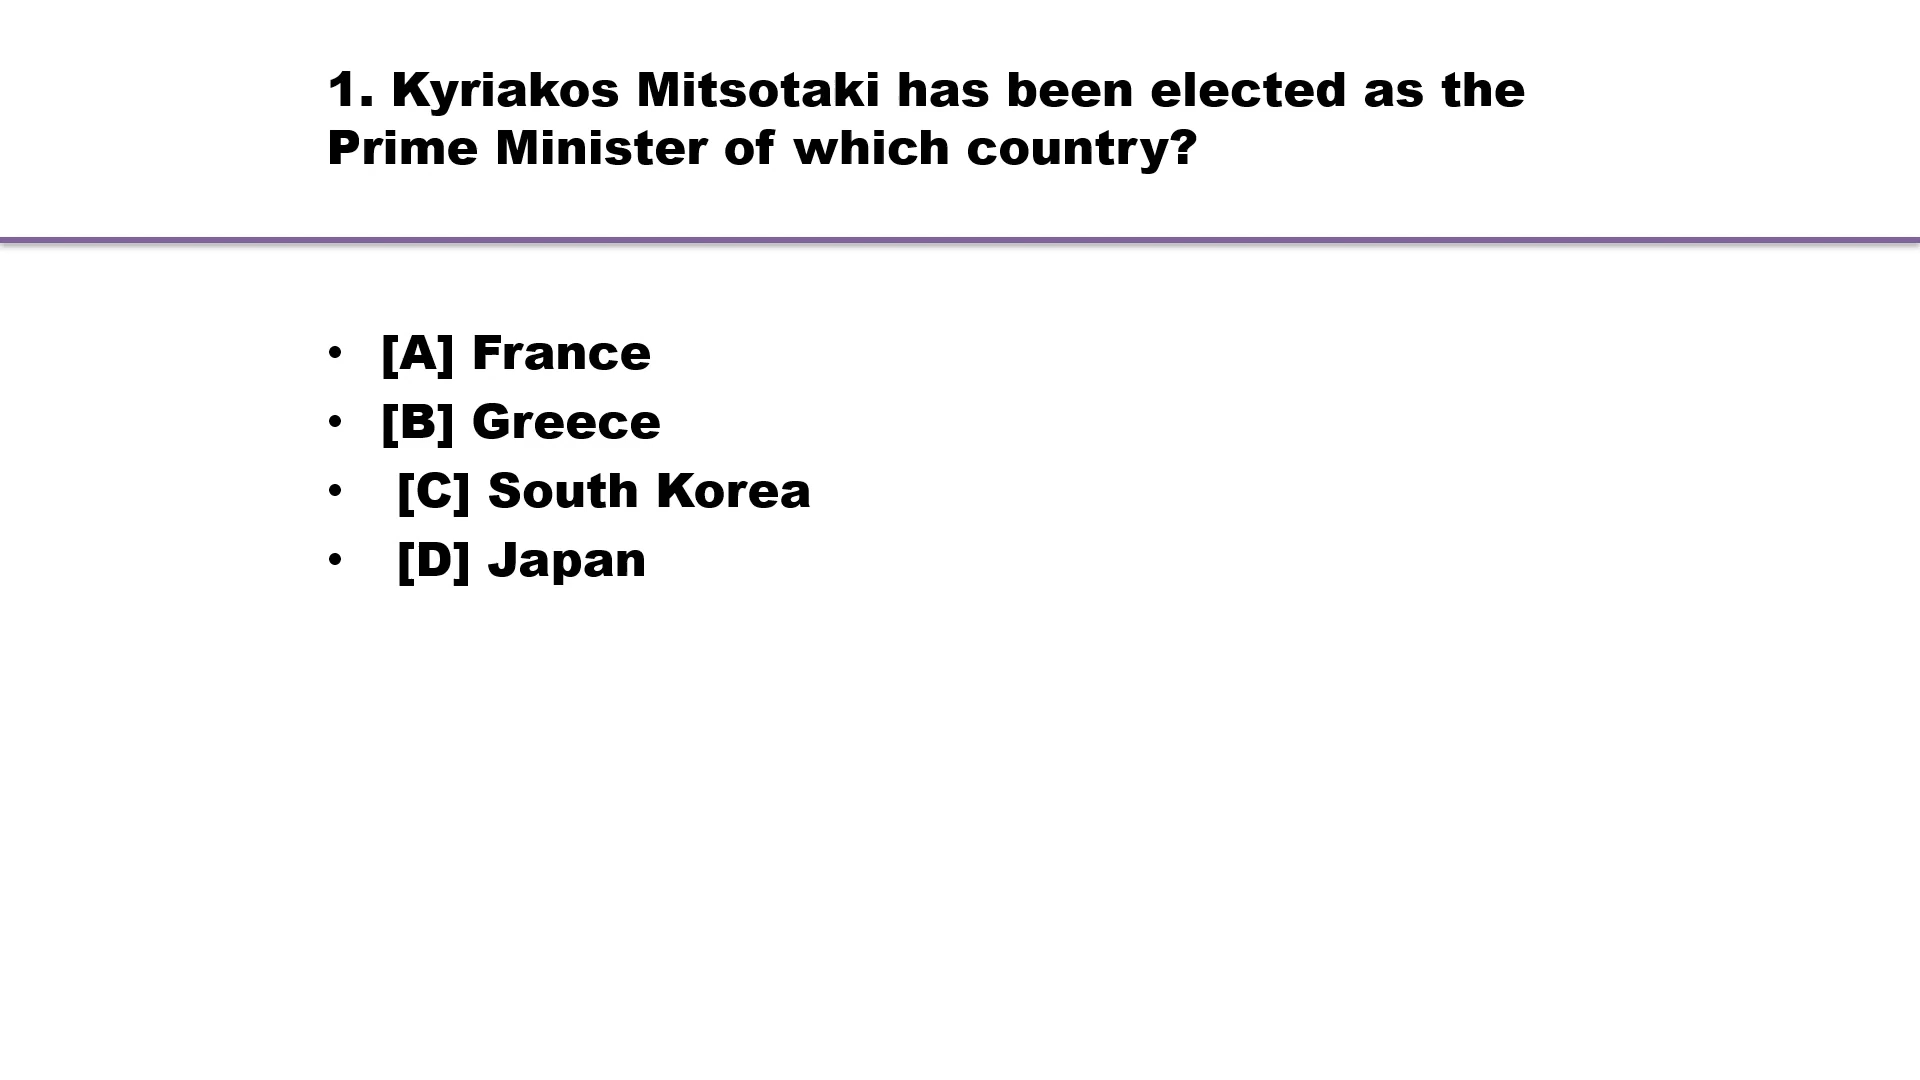 1. Kyriakos Mitsotaki has been elected as the
Prime Minister of which country?
• [A] France
• [B] Greece
• [C] South Korea
• [D] Japan